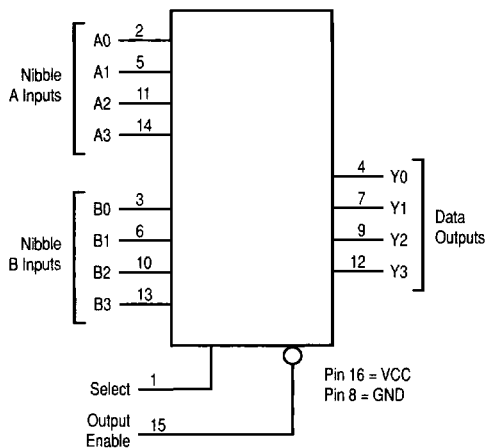 Nibble
A Inputs
A0 2
A1 5
A2 11
A3 14
Nibble
B Inputs
B0 3
B1 6
B2 10
B3 13
4 Y0
7 Y1
9 Y2
12 Y3
Data
Outputs
Select 1
Output
Enable 15
Pin 16 = VCC
Pin 8 = GND